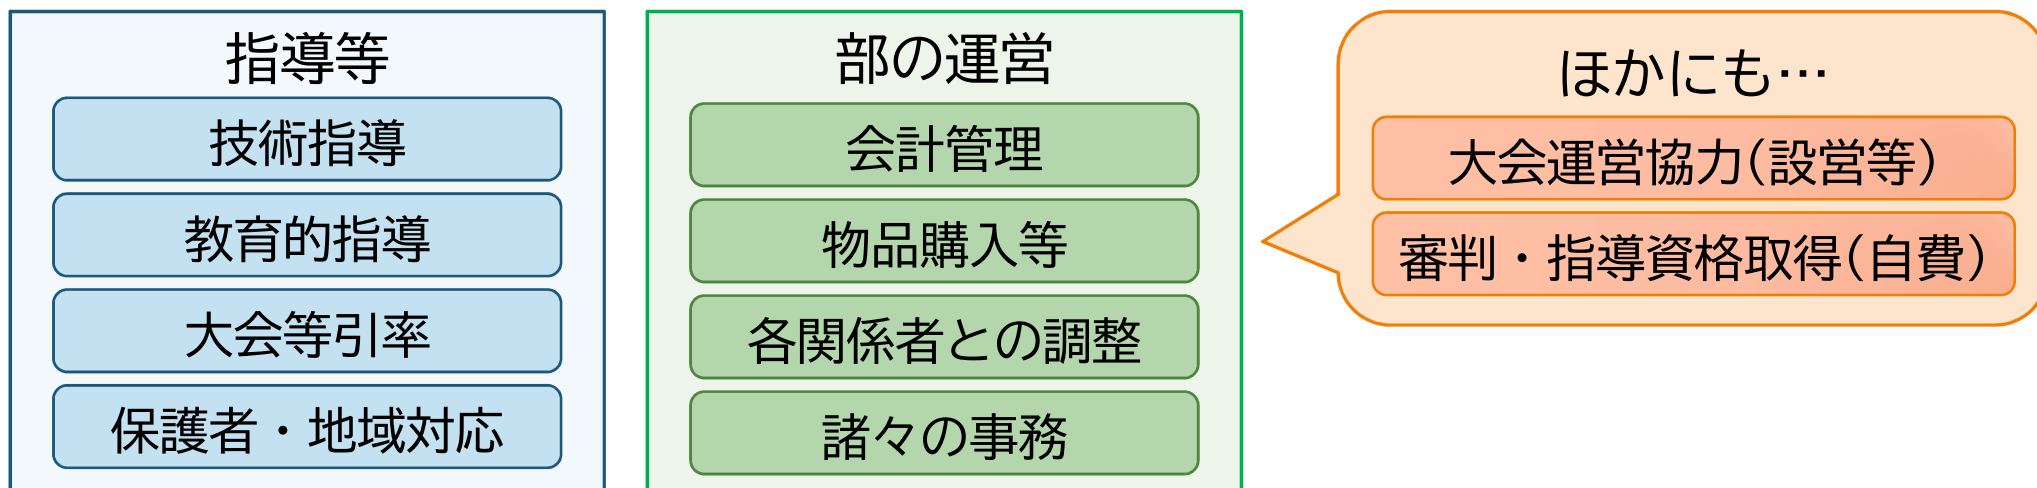 指導等
技術指導
教育的指導
大会等引率
保護者・地域対応
部の運営
会計管理
物品購入等
各関係者との調整
諸々の事務
ほかにも…
大会運営協力(設営等)
審判・指導資格取得(自費)